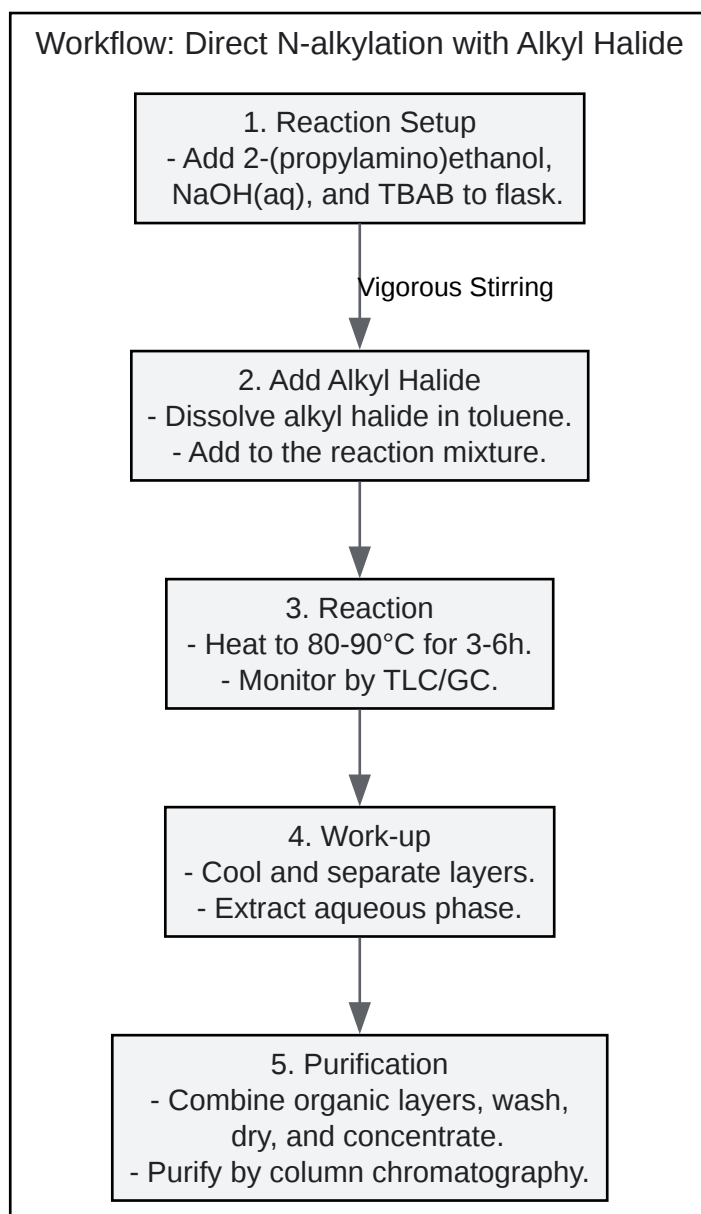 Workflow: Direct N-alkylation with Alkyl Halide
1. Reaction Setup
- Add 2-(propylamino)ethanol,
NaOH(aq), and TBAB to flask.
Vigorous Stirring
2. Add Alkyl Halide
- Dissolve alkyl halide in toluene.
- Add to the reaction mixture.
3. Reaction
- Heat to 80-90°C for 3-6h.
- Monitor by TLC/GC.
4. Work-up
- Cool and separate layers.
- Extract aqueous phase.
5. Purification
- Combine organic layers, wash,
dry, and concentrate.
- Purify by column chromatography.